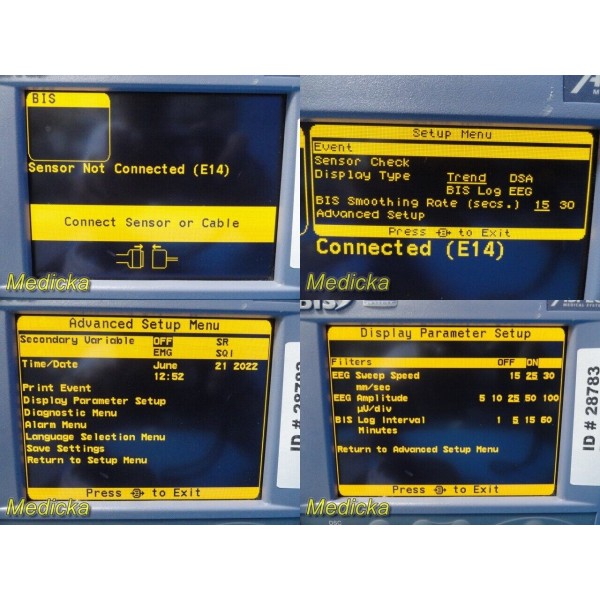 BIS
Sensor Not Connected (E14)
Connect Sensor or Cable
Medicka
Setup Menu
Event
Sensor Check
Display Type Trend DSA
BIS Log EEG
BIS Smoothing Rate (secs.) 15 30
Advanced Setup
Press to Exit
Connected (E14)
Medicka
Advanced Setup Menu
Secondary Variable OFF SR
EMG SQI
Time/Date June 21 2022
12:52
Print Event
Display Parameter Setup
Diagnostic Menu
Alarm Menu
Language Selection Menu
Save Settings
Return to Setup Menu
Press to Exit
Medicka
BIS
Display Parameter Setup
Filters OFF ON
EEG Sweep Speed 15 25 30
mm/sec
EEG Amplitude 5 10 25 50 100
µV/div
BIS Log Interval 1 5 15 60
Minutes
Return to Advanced Setup Menu
Press to Exit
ID # 28783
Medicka